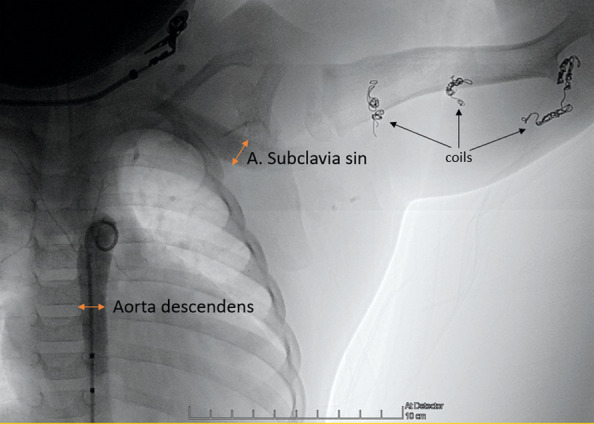 A. Subclavia sin
coils
Aorta descendens
At Detector
10 cm